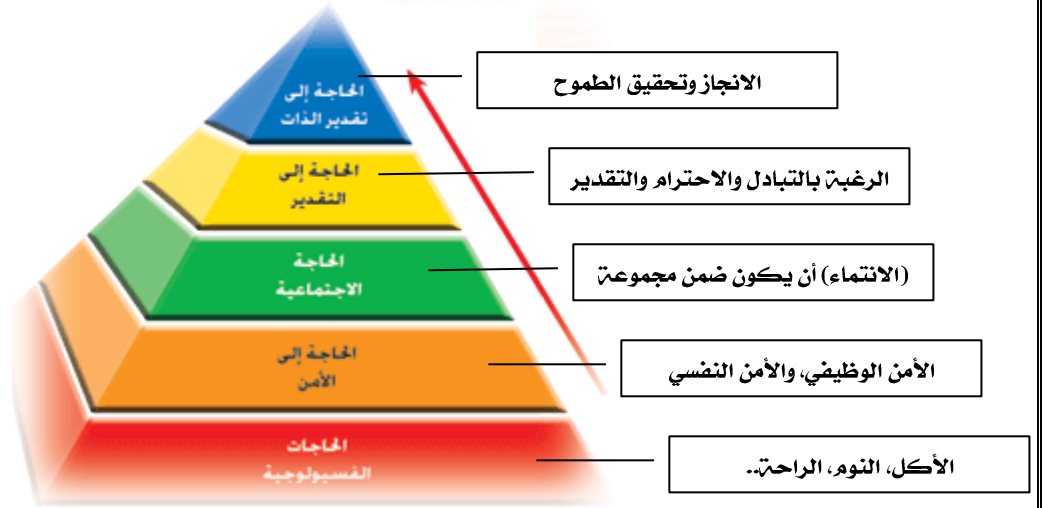 الحاجة إلى
تقدير الذات
الانجاز وتحقيق الطموح
الحاجة إلى
التقدير
الرغبة بالتبادل والاحترام والتقدير
الحاجة
الاجتماعية
(الانتماء) أن يكون ضمن مجموعة
الحاجة إلى
الأمن
الأمن الوظيفي، والأمن النفسي
الحاجات
الفسيولوجية
الأكل، النوم، الراحة..